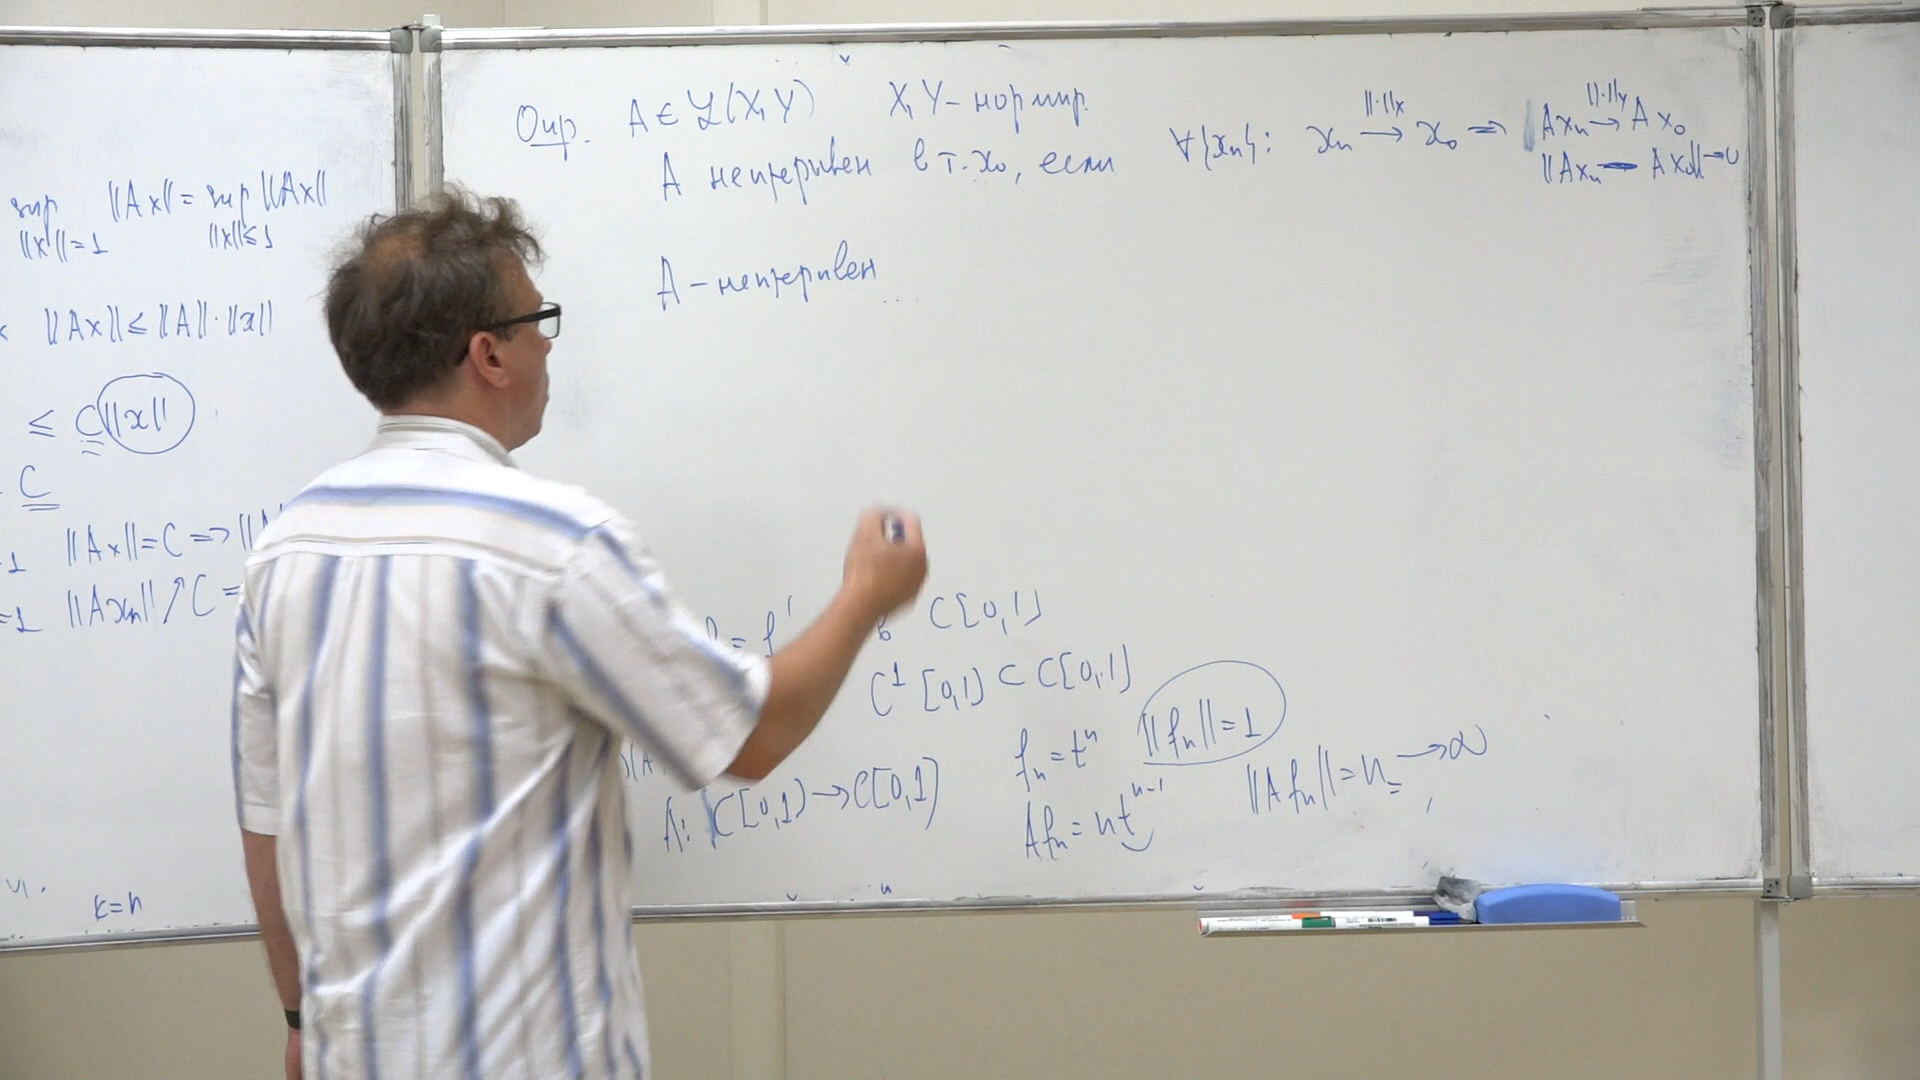 sup ||Ax|| = sup ||Ax||
||x||=1 ||x||≤1
||Ax|| ≤ ||A||·||x||
≤ C||x||
C
||Ax||=C =>
||Axₙ|| ↗ C =
k=n
Опр. A ∈ ℒ(X,Y) X,Y – нормир.
A непрерывен в т. x₀, если ∀{xₙ}: xₙ →^{||·||_X} x₀ => Axₙ →^{||·||_Y} Ax₀
||Axₙ – Ax₀|| → 0
A – непрерывен
= f' в C[0,1]
C¹[0,1] ⊂ C[0,1]
fₙ = tⁿ ||fₙ||=1
A: C[0,1] → C[0,1]
Afₙ = ntⁿ⁻¹ ||Afₙ|| = n → ∞